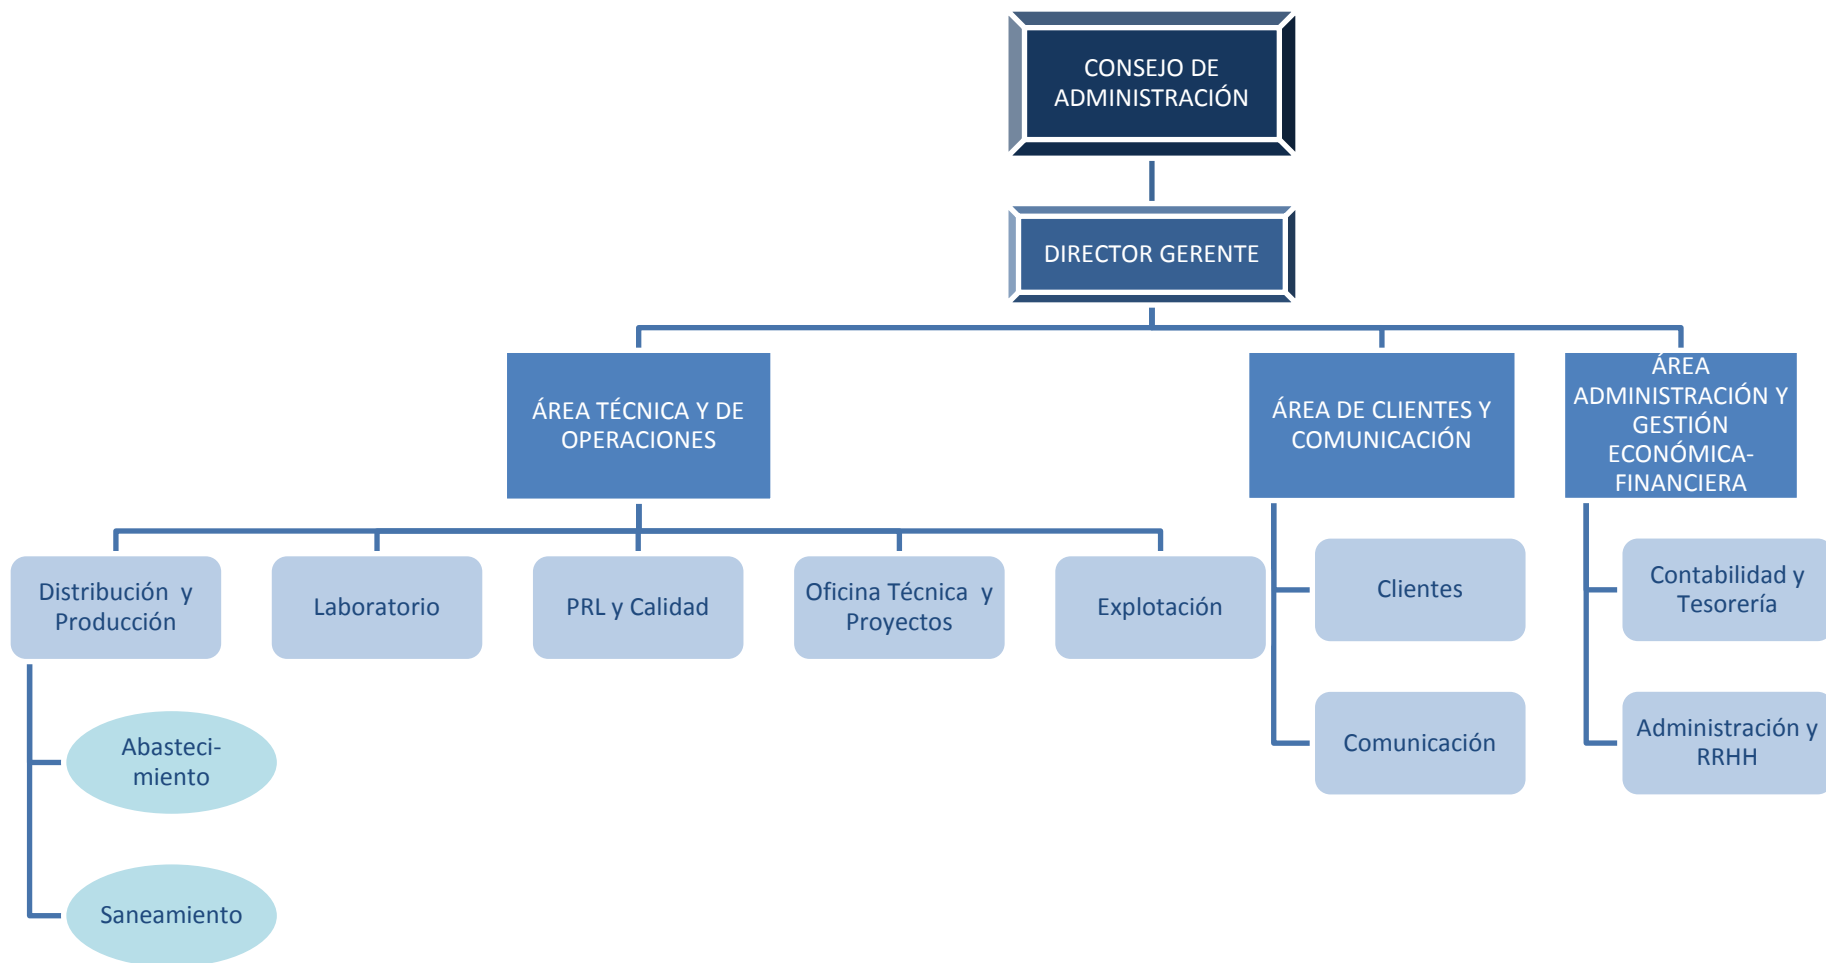 CONSEJO DE
ADMINISTRACIÓN
DIRECTOR GERENTE
ÁREA TÉCNICA Y DE
OPERACIONES
ÁREA DE CLIENTES Y
COMUNICACIÓN
ÁREA
ADMINISTRACIÓN Y
GESTIÓN
ECONÓMICA-
FINANCIERA
Distribución y
Producción
Laboratorio
PRL y Calidad
Oficina Técnica y
Proyectos
Explotación
Clientes
Contabilidad y
Tesorería
Abasteci-
miento
Comunicación
Administración y
RRHH
Saneamiento